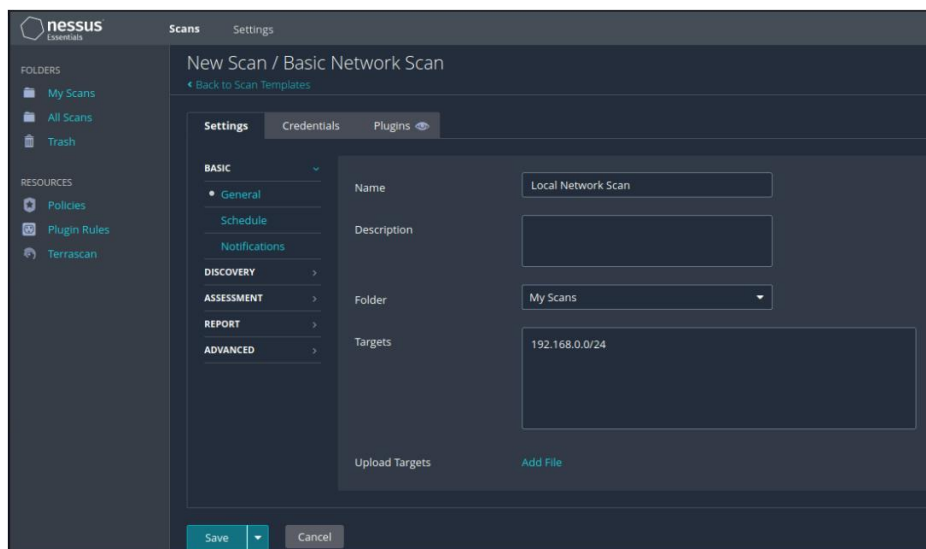 nessus
Essentials
Scans Settings
FOLDERS
My Scans
All Scans
Trash
RESOURCES
Policies
Plugin Rules
Terrascan
New Scan / Basic Network Scan
Back to Scan Templates
Settings Credentials Plugins
BASIC
General
Schedule
Notifications
DISCOVERY
ASSESSMENT
REPORT
ADVANCED
Name Local Network Scan
Description
Folder My Scans
Targets 192.168.0.0/24
Upload Targets Add File
Save Cancel